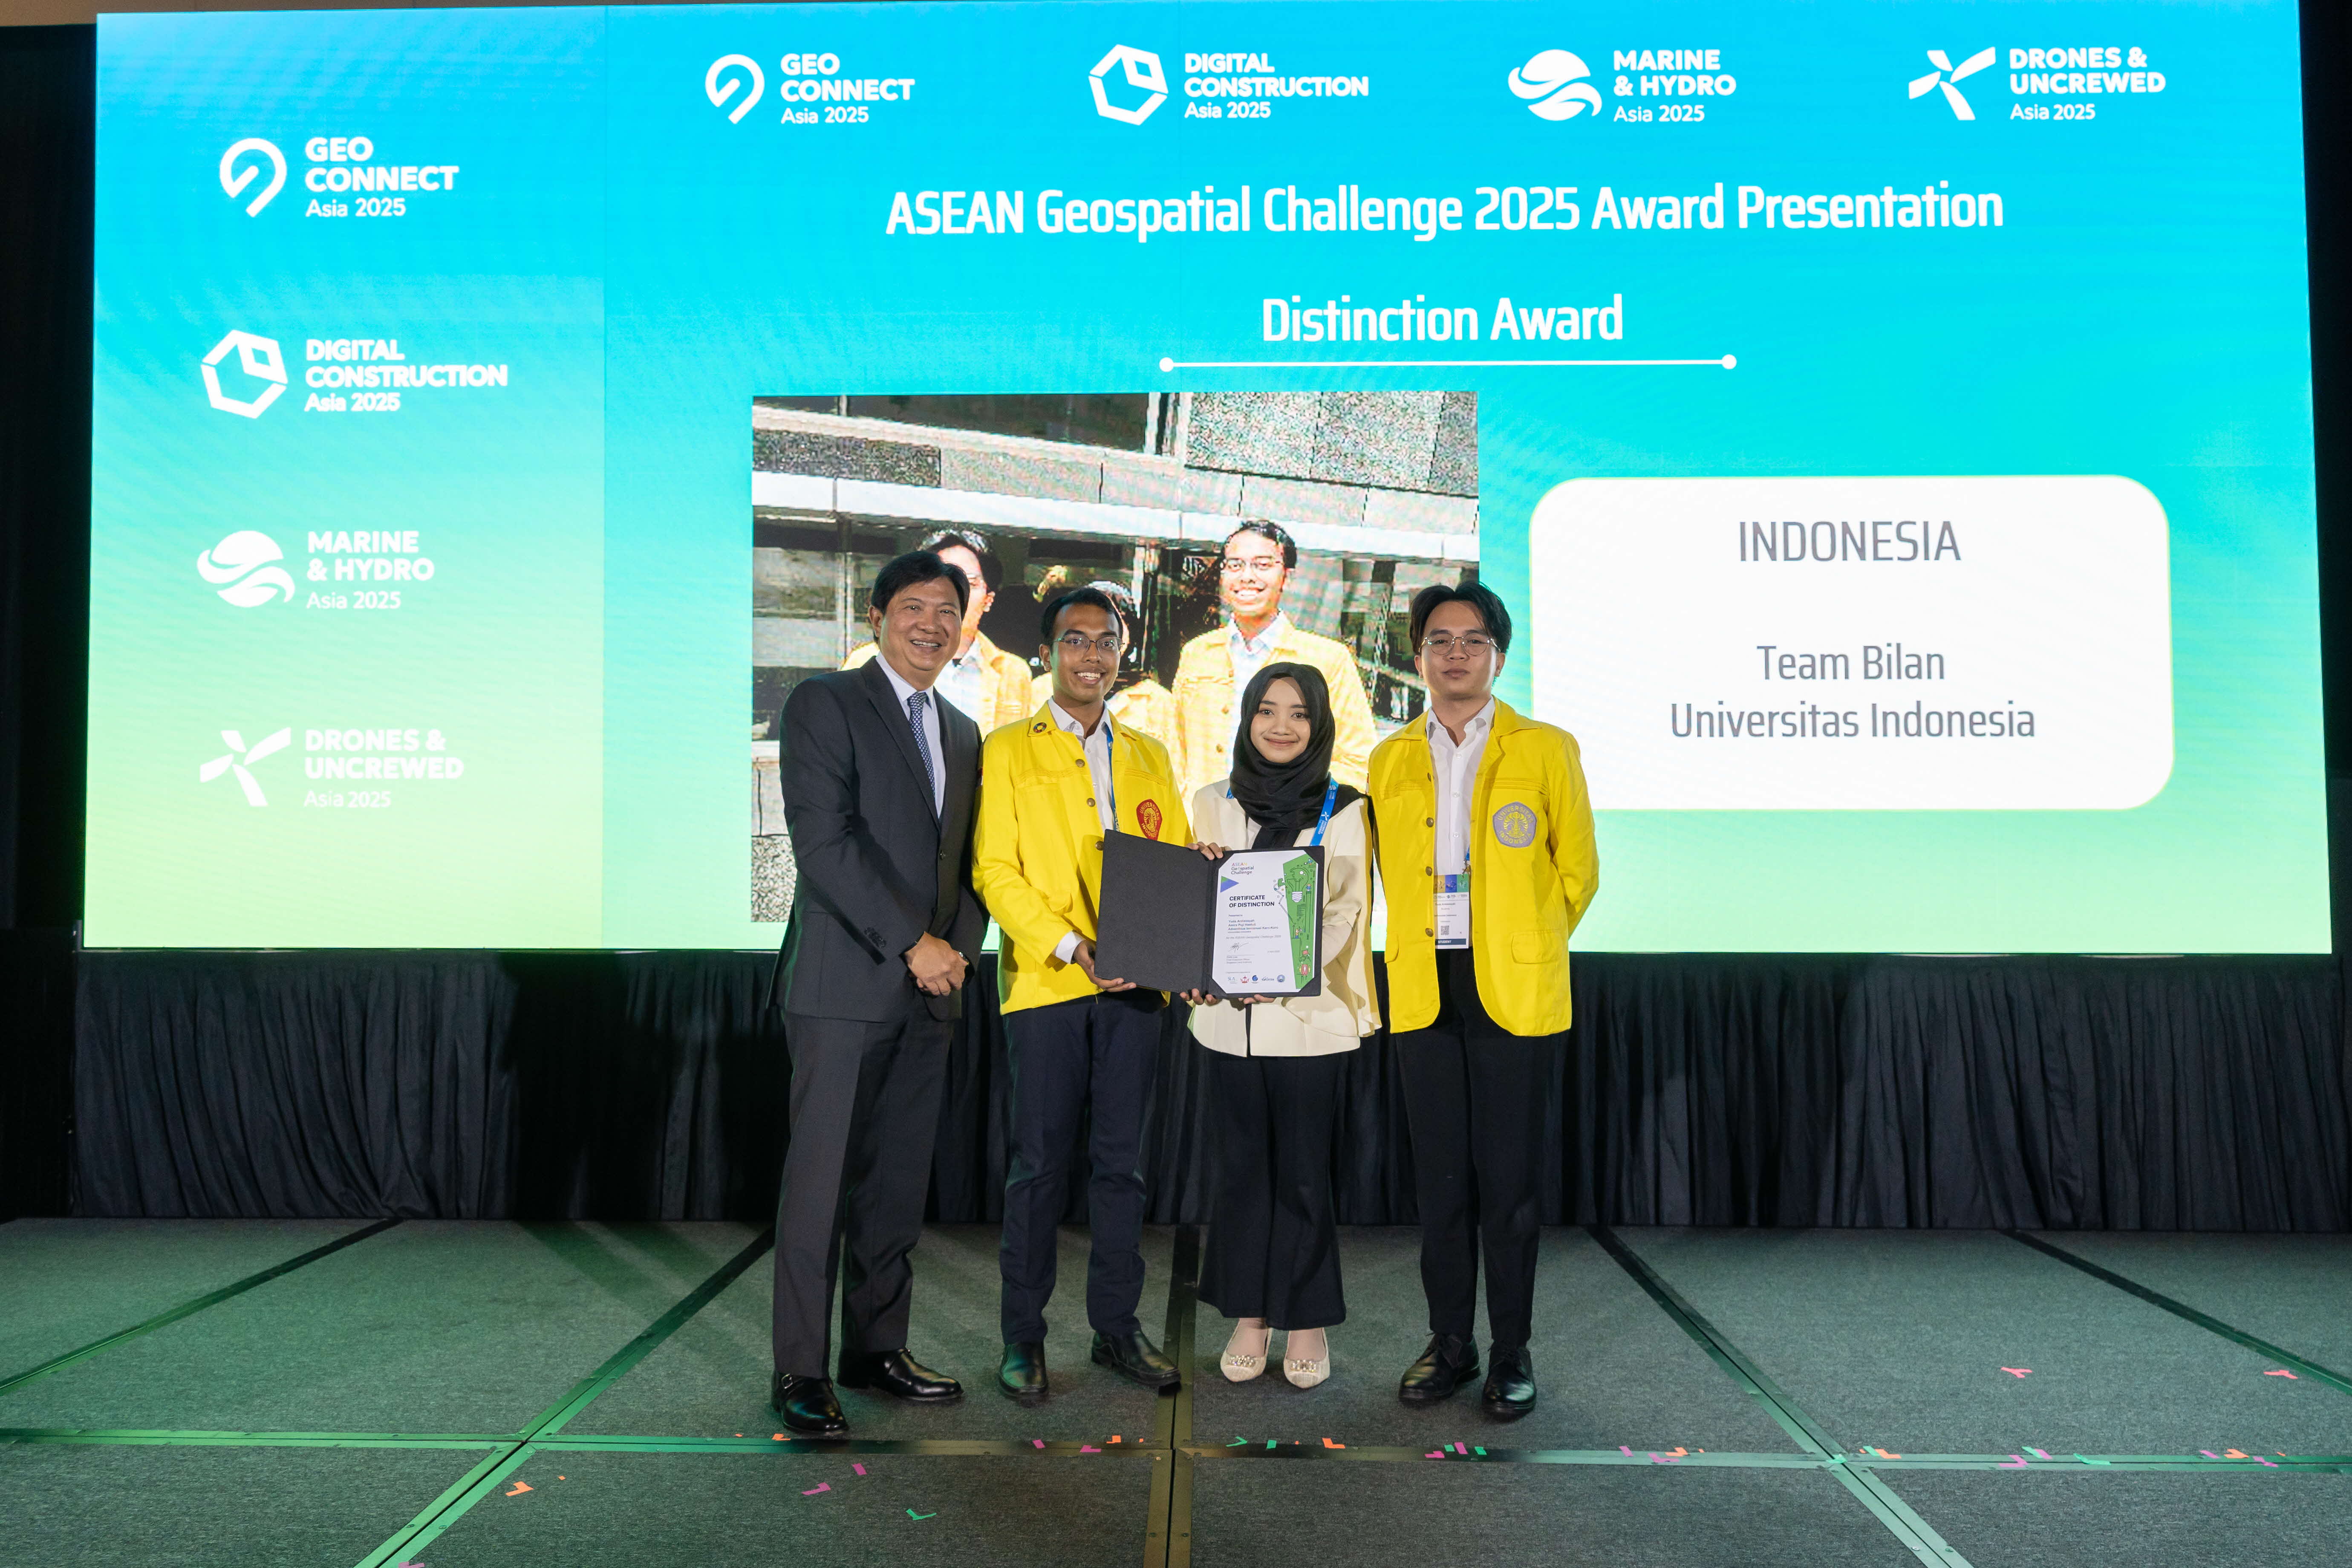 GEO
CONNECT
Asia 2025
DIGITAL
CONSTRUCTION
Asia 2025
MARINE
& HYDRO
Asia 2025
DRONES &
UNCREWED
Asia 2025
GEO
CONNECT
Asia 2025
DIGITAL
CONSTRUCTION
Asia 2025
MARINE
& HYDRO
Asia 2025
DRONES &
UNCREWED
Asia 2025
ASEAN Geospatial Challenge 2025 Award Presentation
Distinction Award
INDONESIA
Team Bilan
Universitas Indonesia
Geospatial
Challenge
CERTIFICATE
OF DISTINCTION